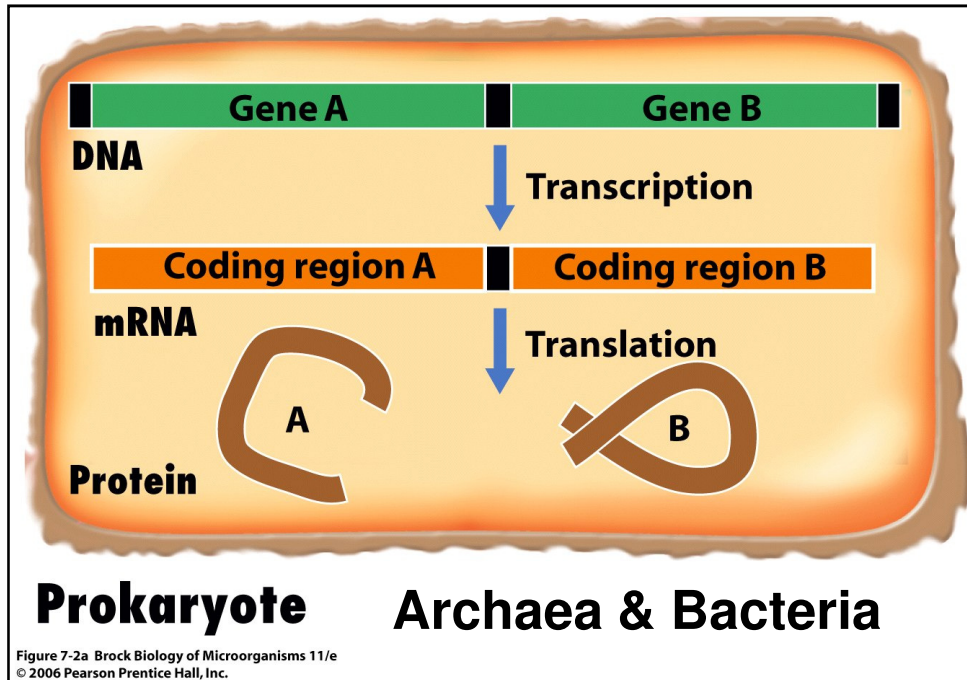 Gene A Gene B
DNA
Transcription
Coding region A Coding region B
mRNA
Translation
A B
Protein
Prokaryote Archaea & Bacteria
Figure 7-2a Brock Biology of Microorganisms 11/e
© 2006 Pearson Prentice Hall, Inc.